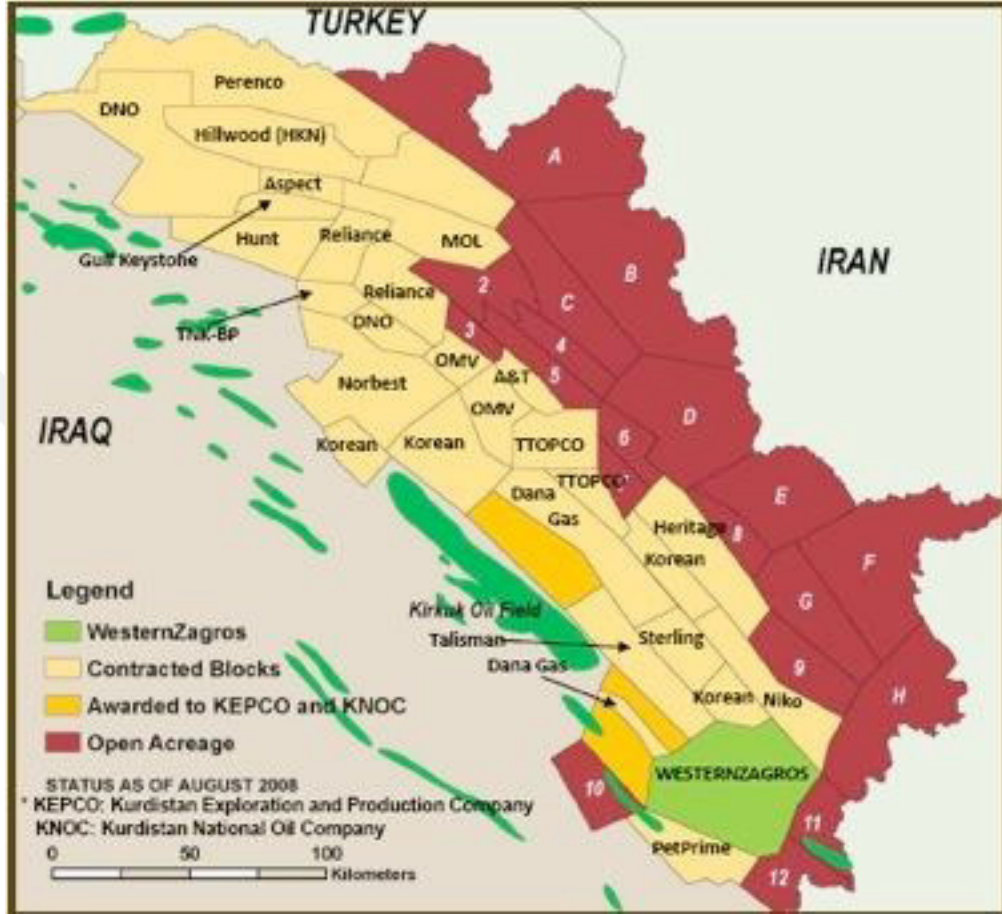 TURKEY
Perenco
DNO
Hillwood (HKN)
A
Aspect
Hunt
Reliance
MOL
B
Gulf Keystone
IRAN
Reliance
2
C
TNK-BP
DNO
3
4
OMV
A&T
5
Norbest
OMV
D
IRAQ
Korean
Korean
TTOPCO
6
TTOPCO
7
Dana
Gas
E
Heritage
8
Korean
F
Legend
G
Kirkuk Oil Field
WesternZagros
Talisman
Sterling
Contracted Blocks
Dana Gas
9
Korean
Niko
H
Awarded to KEPCO and KNOC
Open Acreage
WESTERNZAGROS
STATUS AS OF AUGUST 2008
10
* KEPCO: Kurdistan Exploration and Production Company
KNOC: Kurdistan National Oil Company
11
PetPrime
12
0 50 100
Kilometers